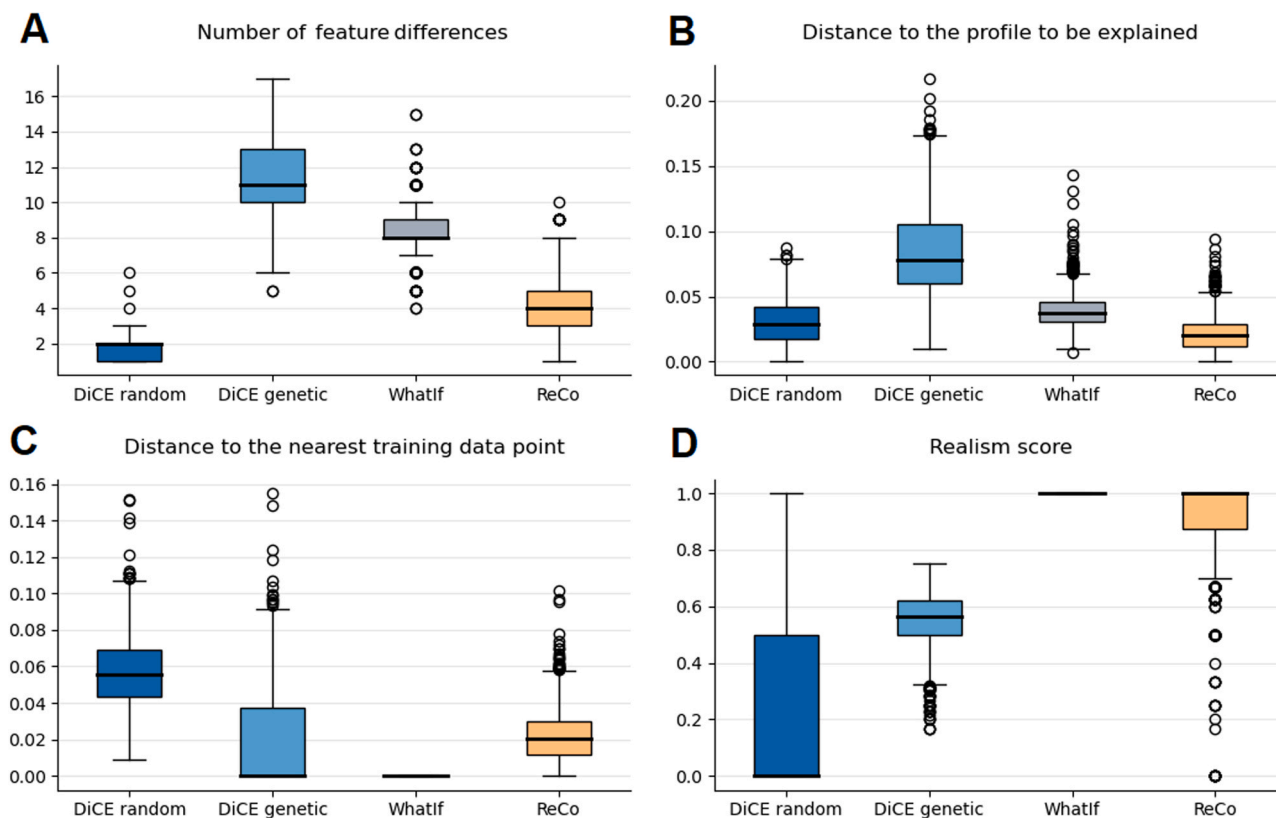 A
Number of feature differences
16
14
12
10
8
6
4
2
DiCE random DiCE genetic WhatIf ReCo
B
Distance to the profile to be explained
0.20
0.15
0.10
0.05
0.00
DiCE random DiCE genetic WhatIf ReCo
C
Distance to the nearest training data point
0.16
0.14
0.12
0.10
0.08
0.06
0.04
0.02
0.00
DiCE random DiCE genetic WhatIf ReCo
D
Realism score
1.0
0.8
0.6
0.4
0.2
0.0
DiCE random DiCE genetic WhatIf ReCo